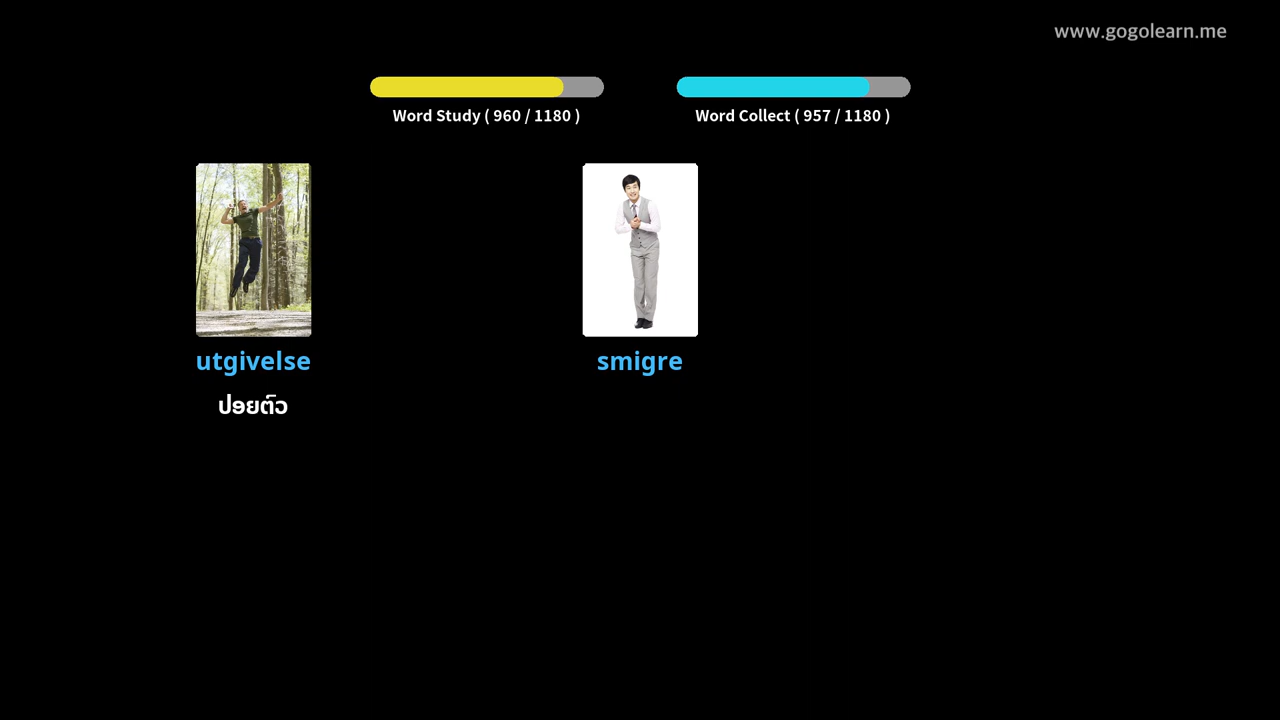 www.gogolearn.me
Word Study ( 960 / 1180 )
Word Collect ( 957 / 1180 )
utgivelse
smigre
ປ່ອຍຕົວ